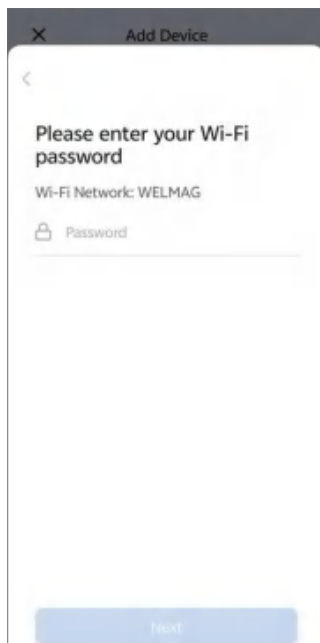 Add Device
Please enter your Wi-Fi
password
Wi-Fi Network: WELMAG
Password
Next